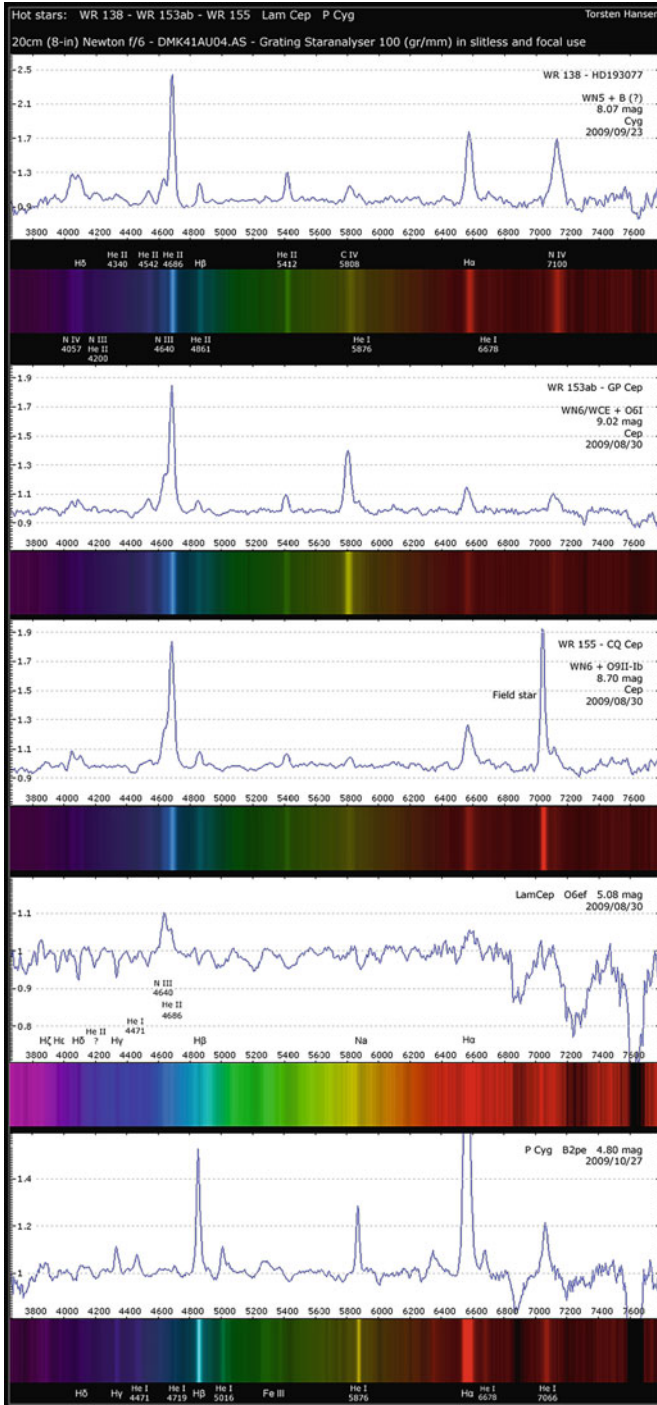 Hot stars: WR 138 - WR 153ab - WR 155 Lam Cep P Cyg Torsten Hansen
20cm (8-in) Newton f/6 - DMK41AU04.AS - Grating Staranalyser 100 (gr/mm) in slitless and focal use
WR 138 - HD193077
WN5 + B (?)
8.07 mag
Cyg
2009/09/23
2.5
2.1
1.7
1.3
0.9
3800 4000 4200 4400 4600 4800 5000 5200 5400 5600 5800 6000 6200 6400 6600 6800 7000 7200 7400 7600
Hδ He II 4340 He II 4542 He II 4686 Hβ He II 5412 C IV 5808 Hα N IV 7100
N IV 4057 N III He II 4200 N III 4640 He II 4861 He I 5876 He I 6678
WR 153ab - GP Cep
WN6/WCE + O6I
9.02 mag
Cep
2009/08/30
1.9
1.7
1.5
1.3
1.1
0.9
3800 4000 4200 4400 4600 4800 5000 5200 5400 5600 5800 6000 6200 6400 6600 6800 7000 7200 7400 7600
WR 155 - CQ Cep
WN6 + O9II-Ib
8.70 mag
Cep
2009/08/30
Field star
1.9
1.7
1.5
1.3
1.1
0.9
3800 4000 4200 4400 4600 4800 5000 5200 5400 5600 5800 6000 6200 6400 6600 6800 7000 7200 7400 7600
LamCep O6ef 5.08 mag
2009/08/30
1.1
1
0.9
0.8
N III 4640
He II 4686
Hζ Hε Hδ He II ? Hγ He I 4471 Hβ Na Hα
3800 4000 4200 4400 4600 4800 5000 5200 5400 5600 5800 6000 6200 6400 6600 6800 7000 7200 7400 7600
P Cyg B2pe 4.80 mag
2009/10/27
1.4
1.2
1
3800 4000 4200 4400 4600 4800 5000 5200 5400 5600 5800 6000 6200 6400 6600 6800 7000 7200 7400 7600
Hδ Hγ He I 4471 He I 4719 Hβ He I 5016 Fe III He I 5876 Hα He I 6678 He I 7066